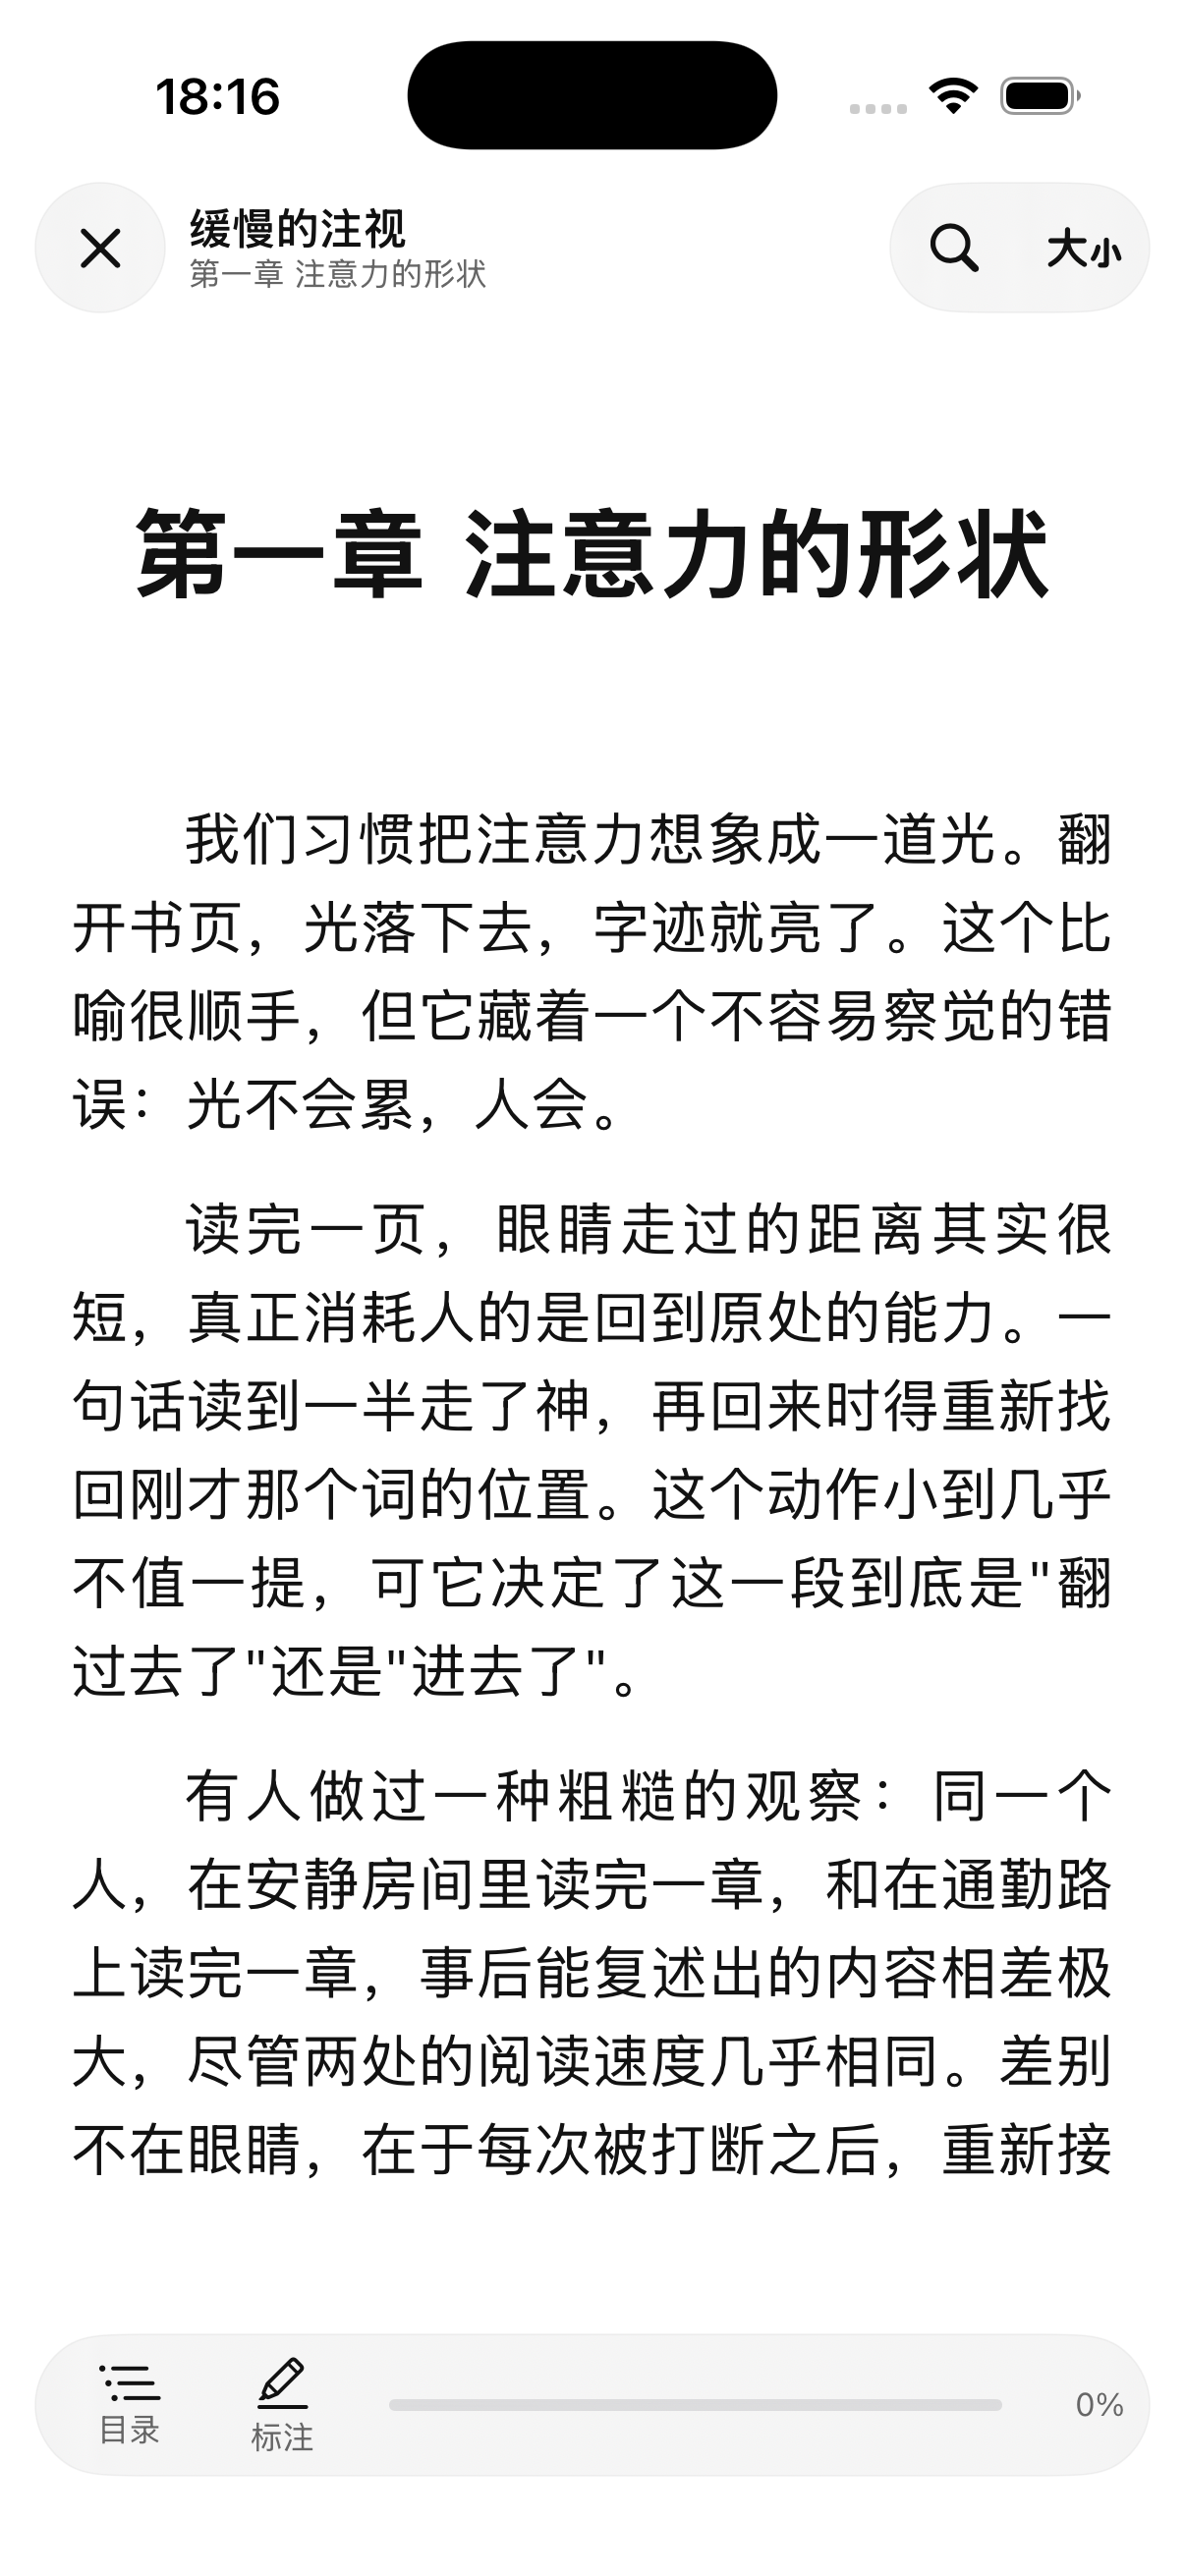 18:16
缓慢的注视
第一章 注意力的形状
大小
第一章 注意力的形状
我们习惯把注意力想象成一道光。翻
开书页，光落下去，字迹就亮了。这个比
喻很顺手，但它藏着一个不容易察觉的错
误：光不会累，人会。
读完一页，眼睛走过的距离其实很
短，真正消耗人的是回到原处的能力。一
句话读到一半走了神，再回来时得重新找
回刚才那个词的位置。这个动作小到几乎
不值一提，可它决定了这一段到底是"翻
过去了"还是"进去了"。
有人做过一种粗糙的观察：同一个
人，在安静房间里读完一章，和在通勤路
上读完一章，事后能复述出的内容相差极
大，尽管两处的阅读速度几乎相同。差别
不在眼睛，在于每次被打断之后，重新接
目录
标注
0%